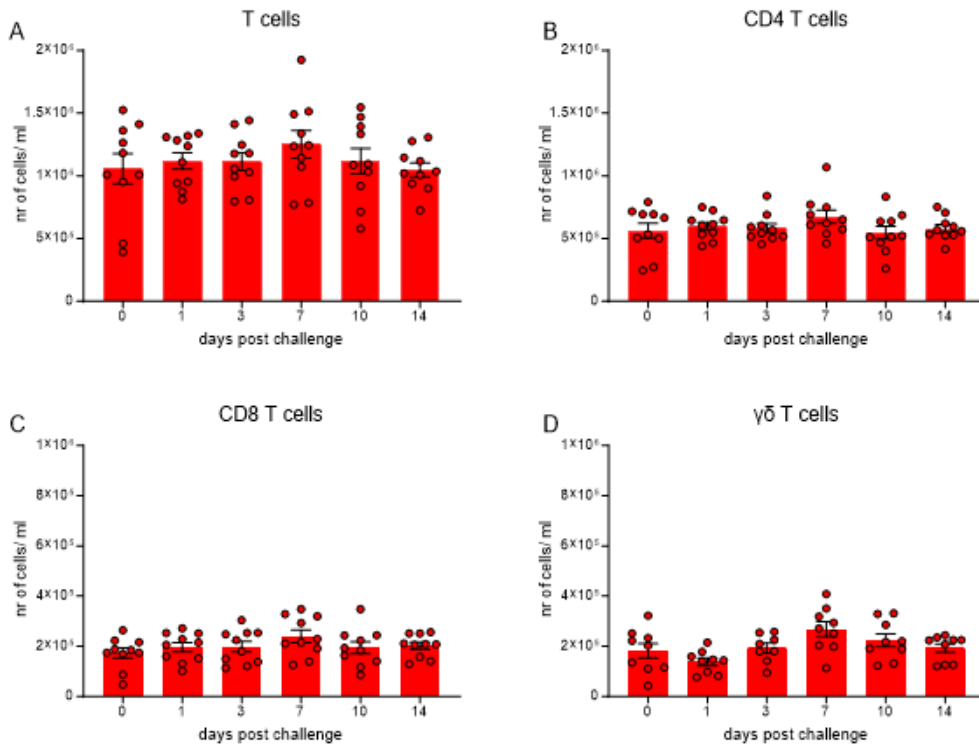 A
T cells
nr of cells/ ml
2×10⁶
1.5×10⁶
1×10⁶
5×10⁵
0
0 1 3 7 10 14
days post challenge
B
CD4 T cells
nr of cells/ ml
2×10⁶
1.5×10⁶
1×10⁶
5×10⁵
0
0 1 3 7 10 14
days post challenge
C
CD8 T cells
nr of cells/ ml
1×10⁶
8×10⁵
6×10⁵
4×10⁵
2×10⁵
0
0 1 3 7 10 14
days post challenge
D
γδ T cells
nr of cells/ ml
1×10⁶
8×10⁵
6×10⁵
4×10⁵
2×10⁵
0
0 1 3 7 10 14
days post challenge